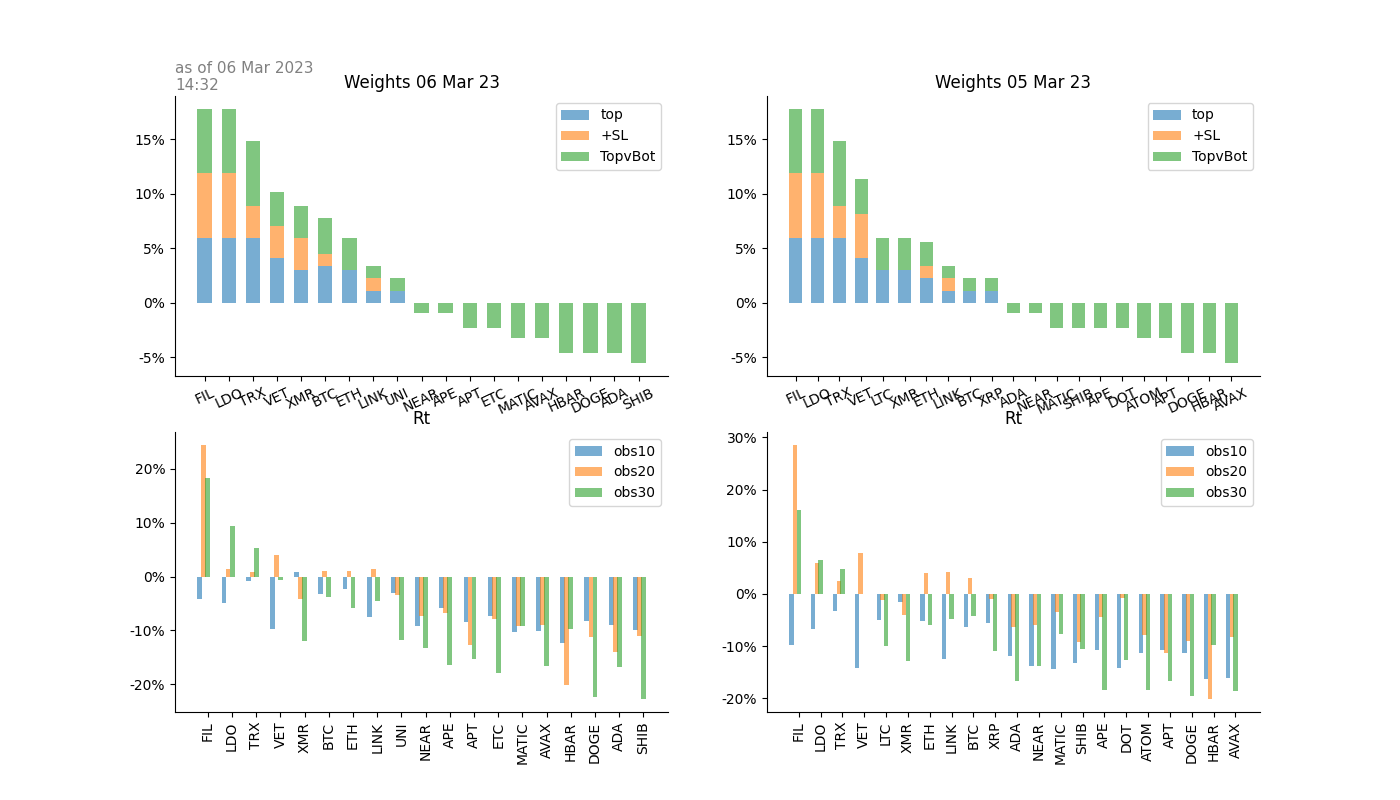 as of 06 Mar 2023
14:32
Weights 06 Mar 23
15%
10%
5%
0%
-5%
top
+SL
TopvBot
FIL LDO TRX VET XMR BTC ETH LINK UNI NEAR APE APT ETC MATIC AVAX HBAR DOGE ADA SHIB
Weights 05 Mar 23
15%
10%
5%
0%
-5%
top
+SL
TopvBot
FIL LDO TRX VET LTC XMR ETH LINK BTC XRP ADA NEAR MATIC SHIB APE DOT ATOM APT DOGE HBAR AVAX
Rt
20%
10%
0%
-10%
-20%
obs10
obs20
obs30
FIL LDO TRX VET XMR BTC ETH LINK UNI NEAR APE APT ETC MATIC AVAX HBAR DOGE ADA SHIB
Rt
30%
20%
10%
0%
-10%
-20%
obs10
obs20
obs30
FIL LDO TRX VET LTC XMR ETH LINK BTC XRP ADA NEAR MATIC SHIB APE DOT ATOM APT DOGE HBAR AVAX